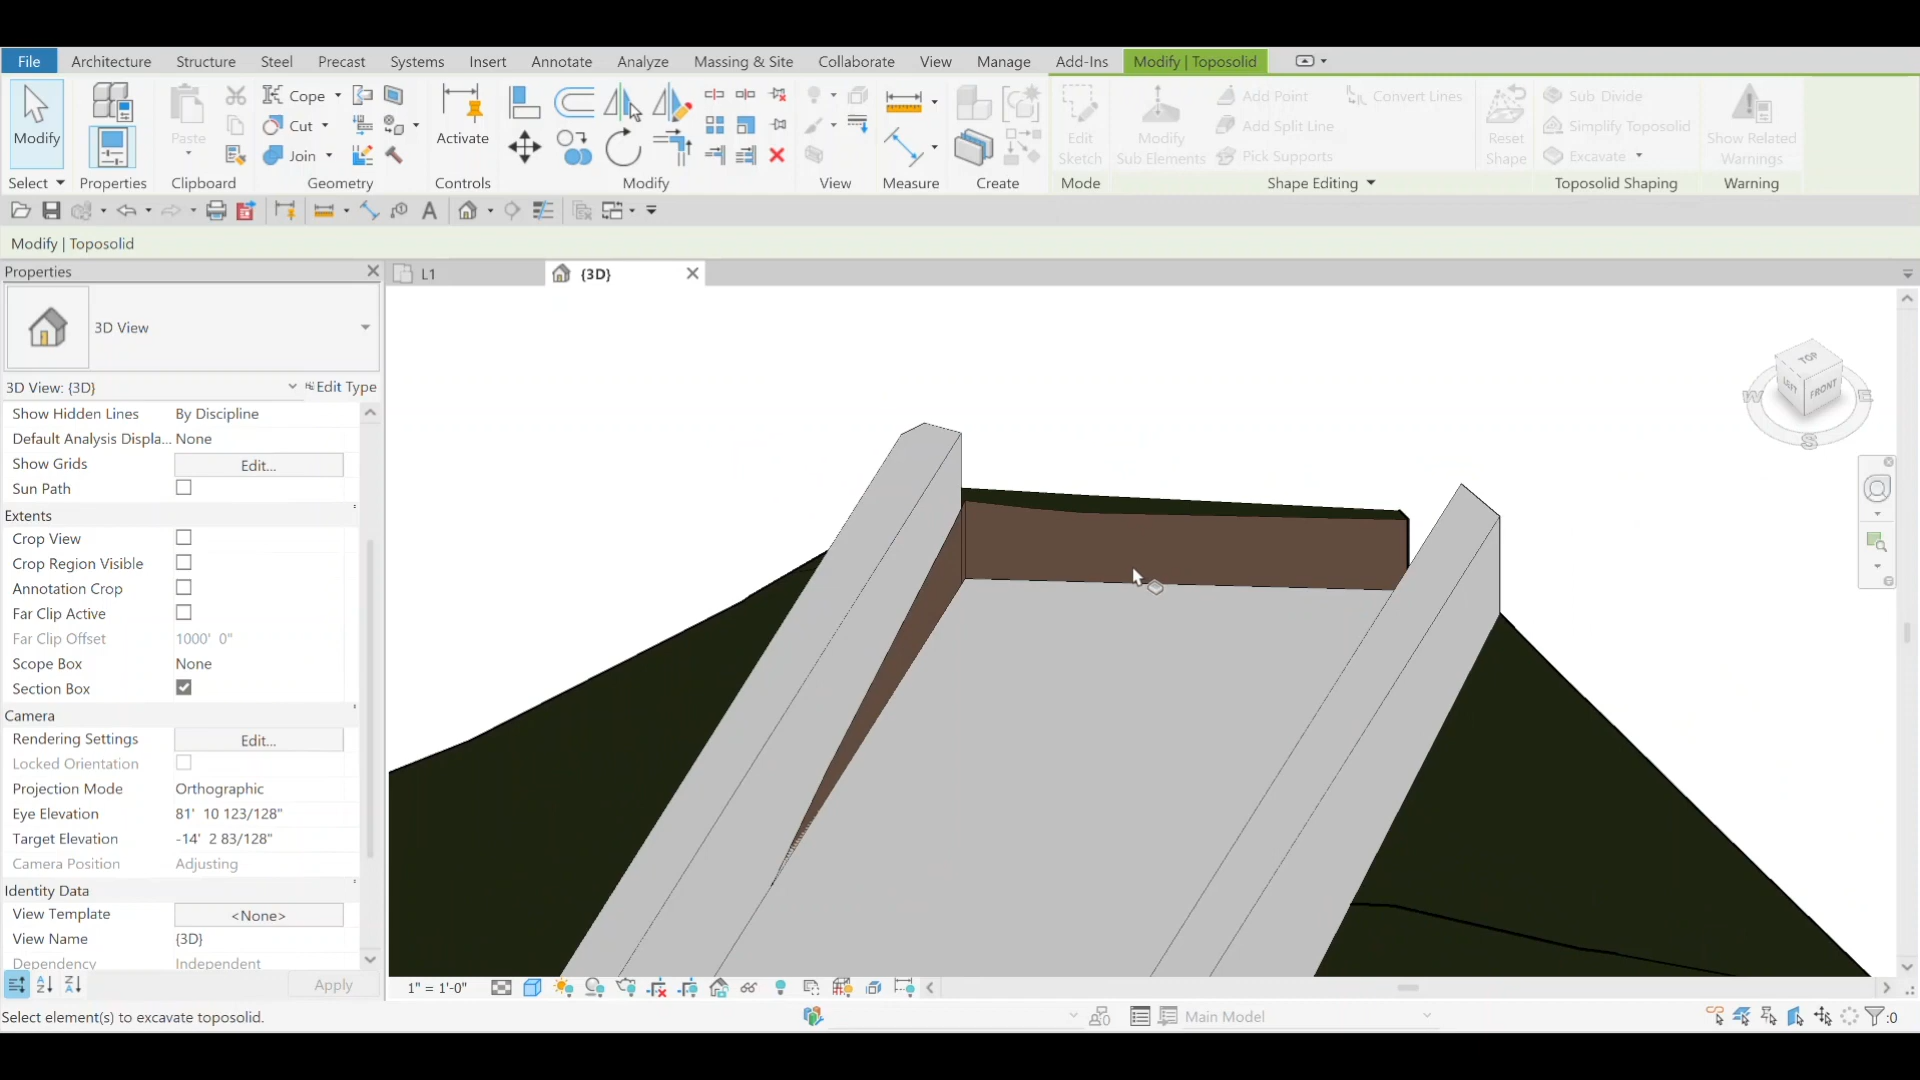 File Architecture Structure Steel Precast Systems Insert Annotate Analyze Massing & Site Collaborate View Manage Add-Ins Modify | Toposolid
Cope Add Point Convert Lines Sub Divide
Modify Paste Cut Activate Edit Modify Add Split Line Reset Simplify Toposolid Show Related
Join Sketch Sub Elements Pick Supports Shape Excavate Warnings
Select Properties Clipboard Geometry Controls Modify View Measure Create Mode Shape Editing Toposolid Shaping Warning
A
Modify | Toposolid
Properties L1 {3D}
3D View
3D View: {3D} Edit Type
Show Hidden Lines By Discipline
Default Analysis Displa... None
Show Grids Edit...
Sun Path
Extents
Crop View
Crop Region Visible
Annotation Crop
Far Clip Active
Far Clip Offset 1000' 0"
Scope Box None
Section Box
Camera
Rendering Settings Edit...
Locked Orientation
Projection Mode Orthographic
Eye Elevation 81' 10 123/128"
Target Elevation -14' 2 83/128"
Camera Position Adjusting
Identity Data
View Template <None>
View Name {3D}
Dependency Independent
Apply
TOP
LEFT FRONT
W E
S
1" = 1'-0"
Select element(s) to excavate toposolid. Main Model :0